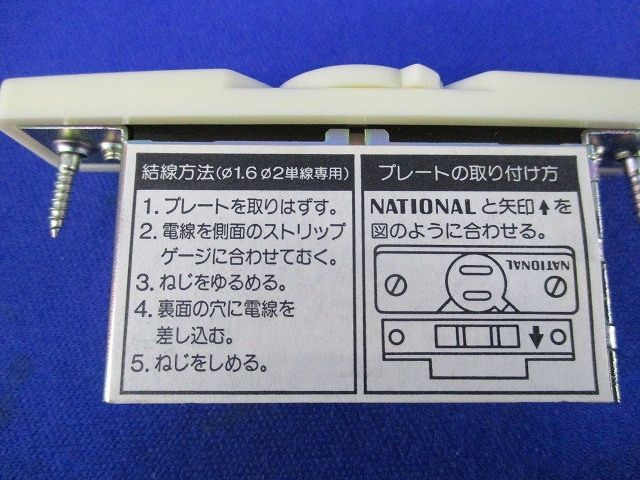 結線方法(ø1.6 ø2単線専用)
1. プレートを取りはずす。
2. 電線を側面のストリップ
ゲージに合わせてむく。
3. ねじをゆるめる。
4. 裏面の穴に電線を
差し込む。
5. ねじをしめる。
プレートの取り付け方
NATIONALと矢印⬆を
図のように合わせる。
NATIONAL